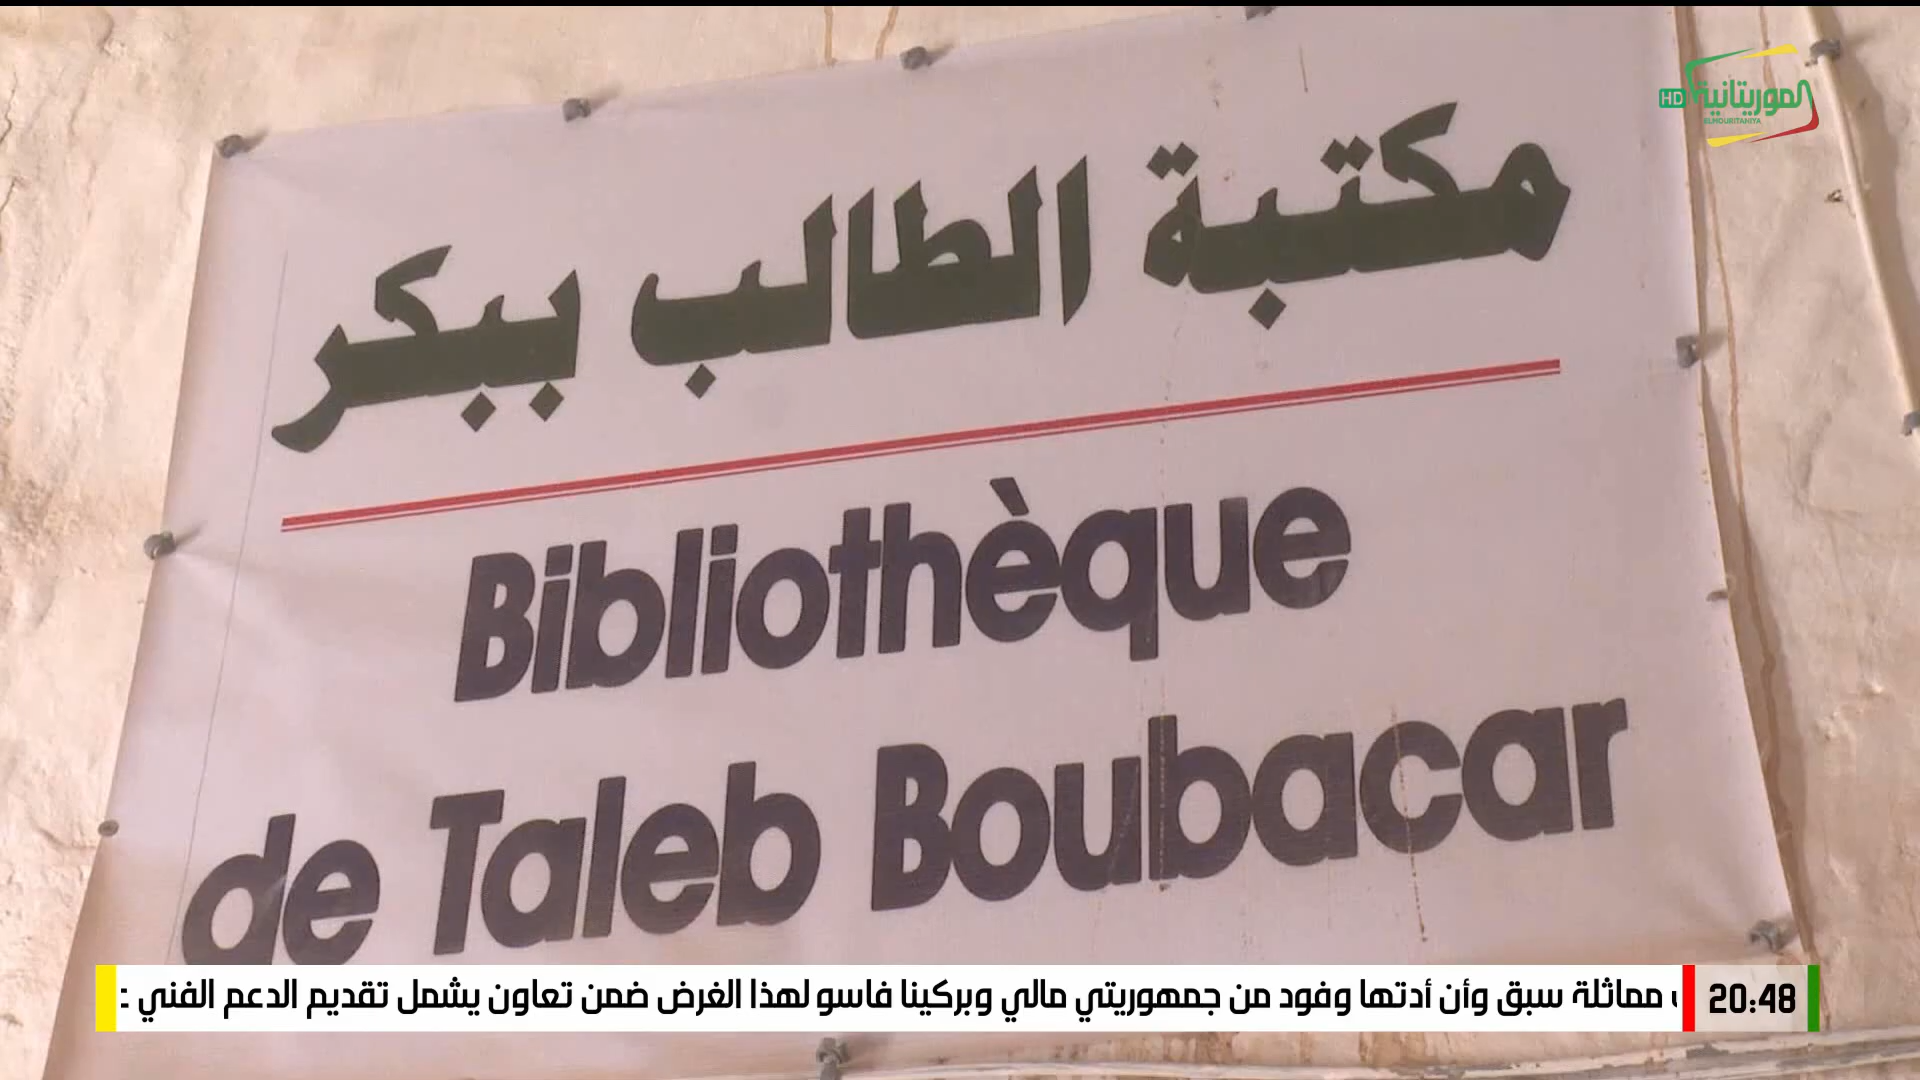 الموريتانية
HD
ELMOURITANIYA
مكتبة الطالب ببكر
Bibliothèque
de Taleb Boubacar
مماثلة سبق وأن أدتها وفود من جمهوريتي مالي وبركينا فاسو لهذا الغرض ضمن تعاون يشمل تقديم الدعم الفني
20:48